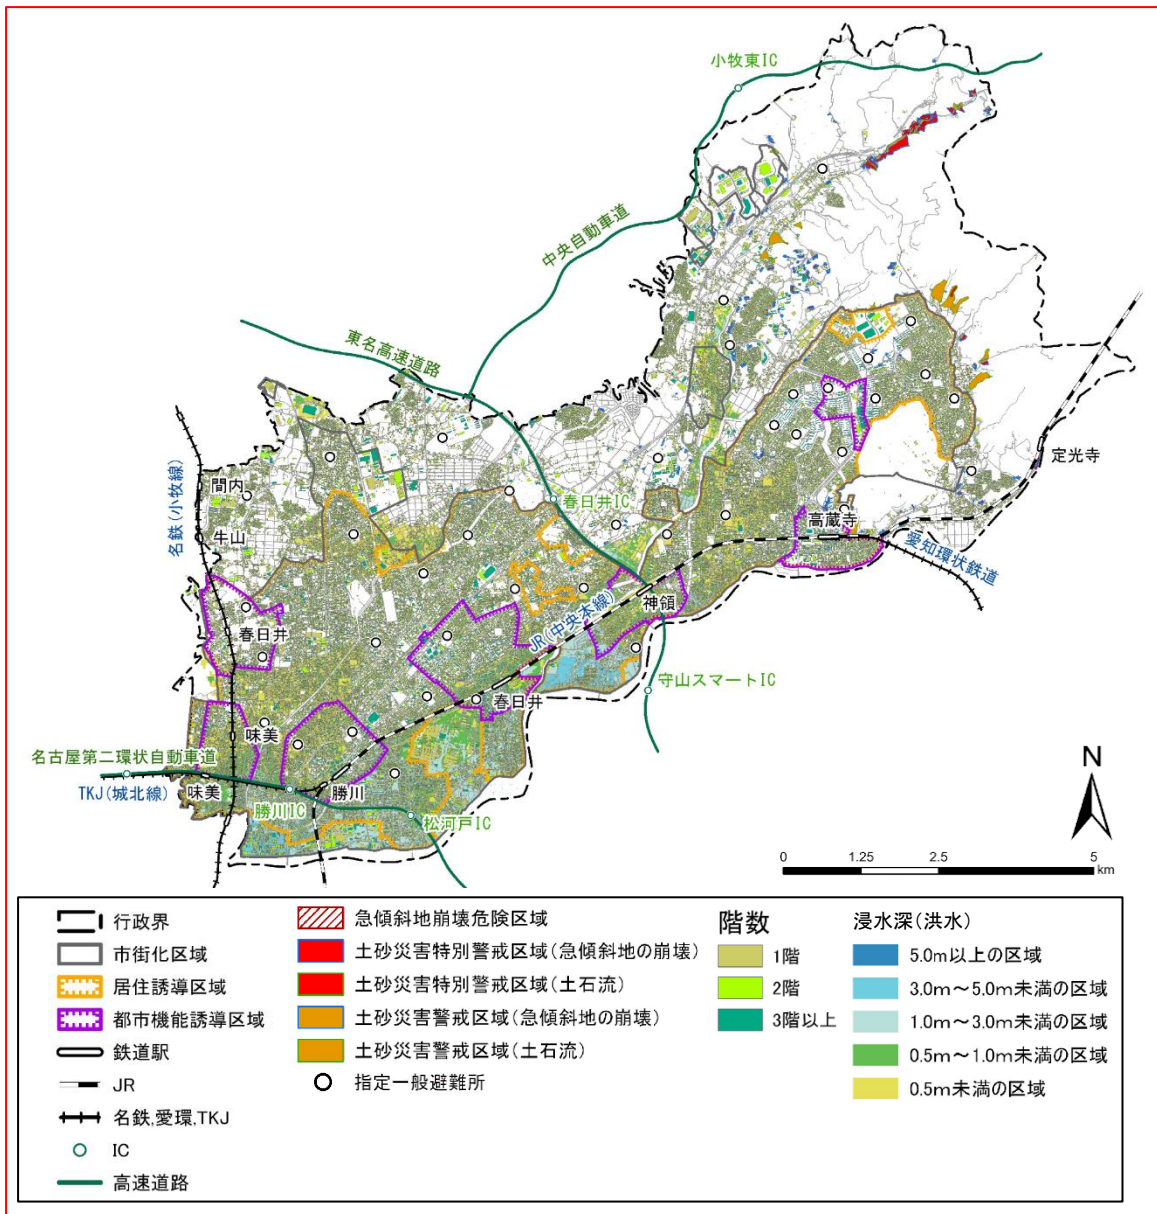 小牧東IC
中央自動車道
東名高速道路
名鉄(小牧線)
間内
牛山
春日井IC
定光寺
高蔵寺
愛知環状鉄道
神領
JR(中央本線)
春日井
守山スマートIC
春日井
味美
名古屋第二環状自動車道
TKJ(城北線)
味美
勝川IC
勝川
松河戸IC
N
0 1.25 2.5 5
km
行政界
市街化区域
居住誘導区域
都市機能誘導区域
鉄道駅
JR
名鉄,愛環,TKJ
IC
高速道路
急傾斜地崩壊危険区域
土砂災害特別警戒区域(急傾斜地の崩壊)
土砂災害特別警戒区域(土石流)
土砂災害警戒区域(急傾斜地の崩壊)
土砂災害警戒区域(土石流)
指定一般避難所
階数
1階
2階
3階以上
浸水深(洪水)
5.0m以上の区域
3.0m～5.0m未満の区域
1.0m～3.0m未満の区域
0.5m～1.0m未満の区域
0.5m未満の区域